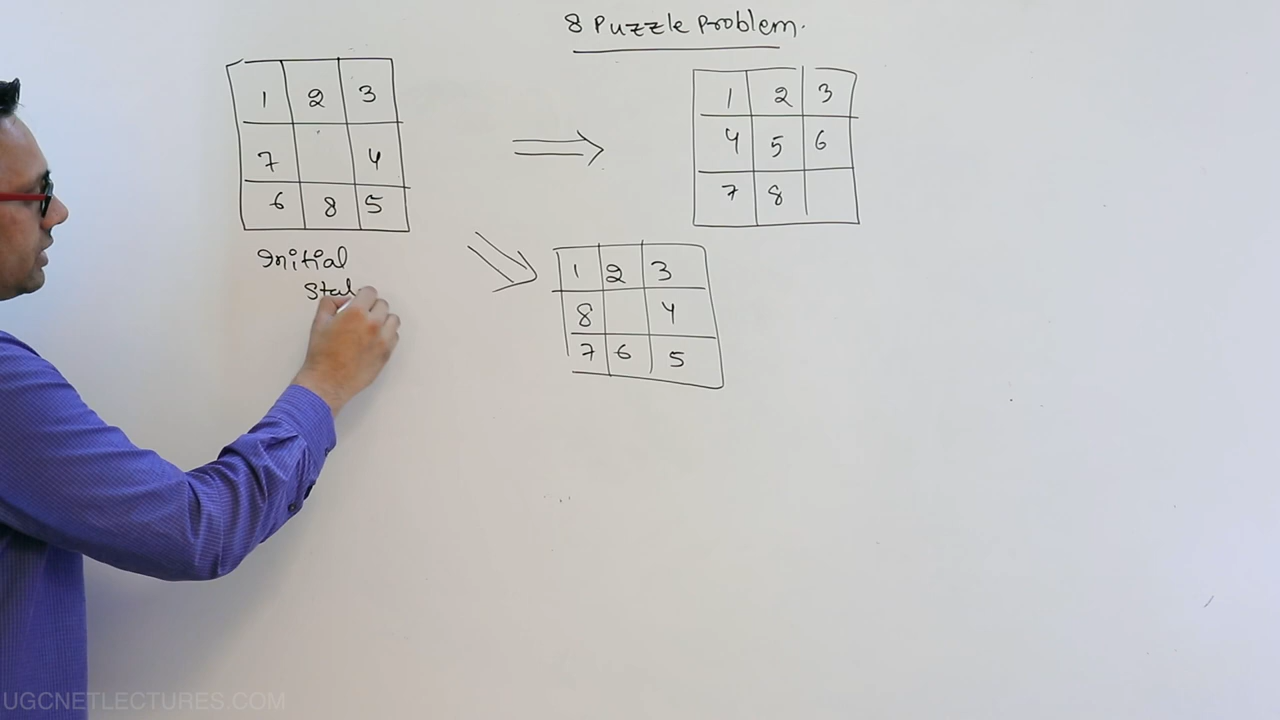 8 Puzzle Problem.
1 2 3
7 4
6 8 5
Initial
1 2 3
4 5 6
7 8
1 2 3
8 4
7 6 5
UGCNETLECTURES.COM